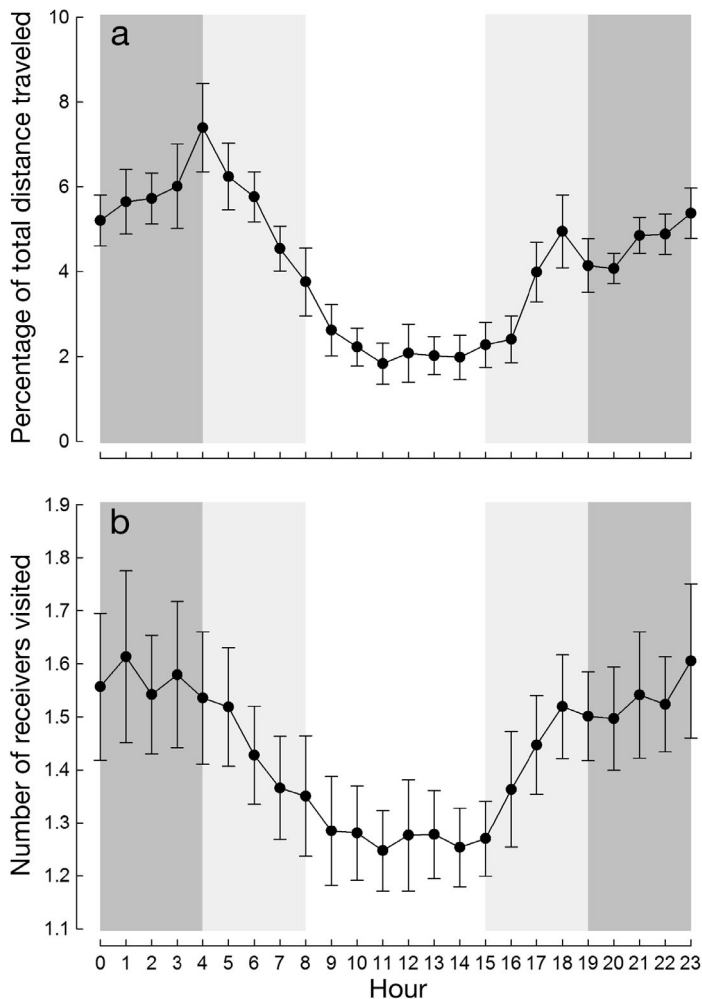 a
Percentage of total distance traveled
10
8
6
4
2
0
b
Number of receivers visited
1.9
1.8
1.7
1.6
1.5
1.4
1.3
1.2
1.1
0 1 2 3 4 5 6 7 8 9 10 11 12 13 14 15 16 17 18 19 20 21 22 23
Hour